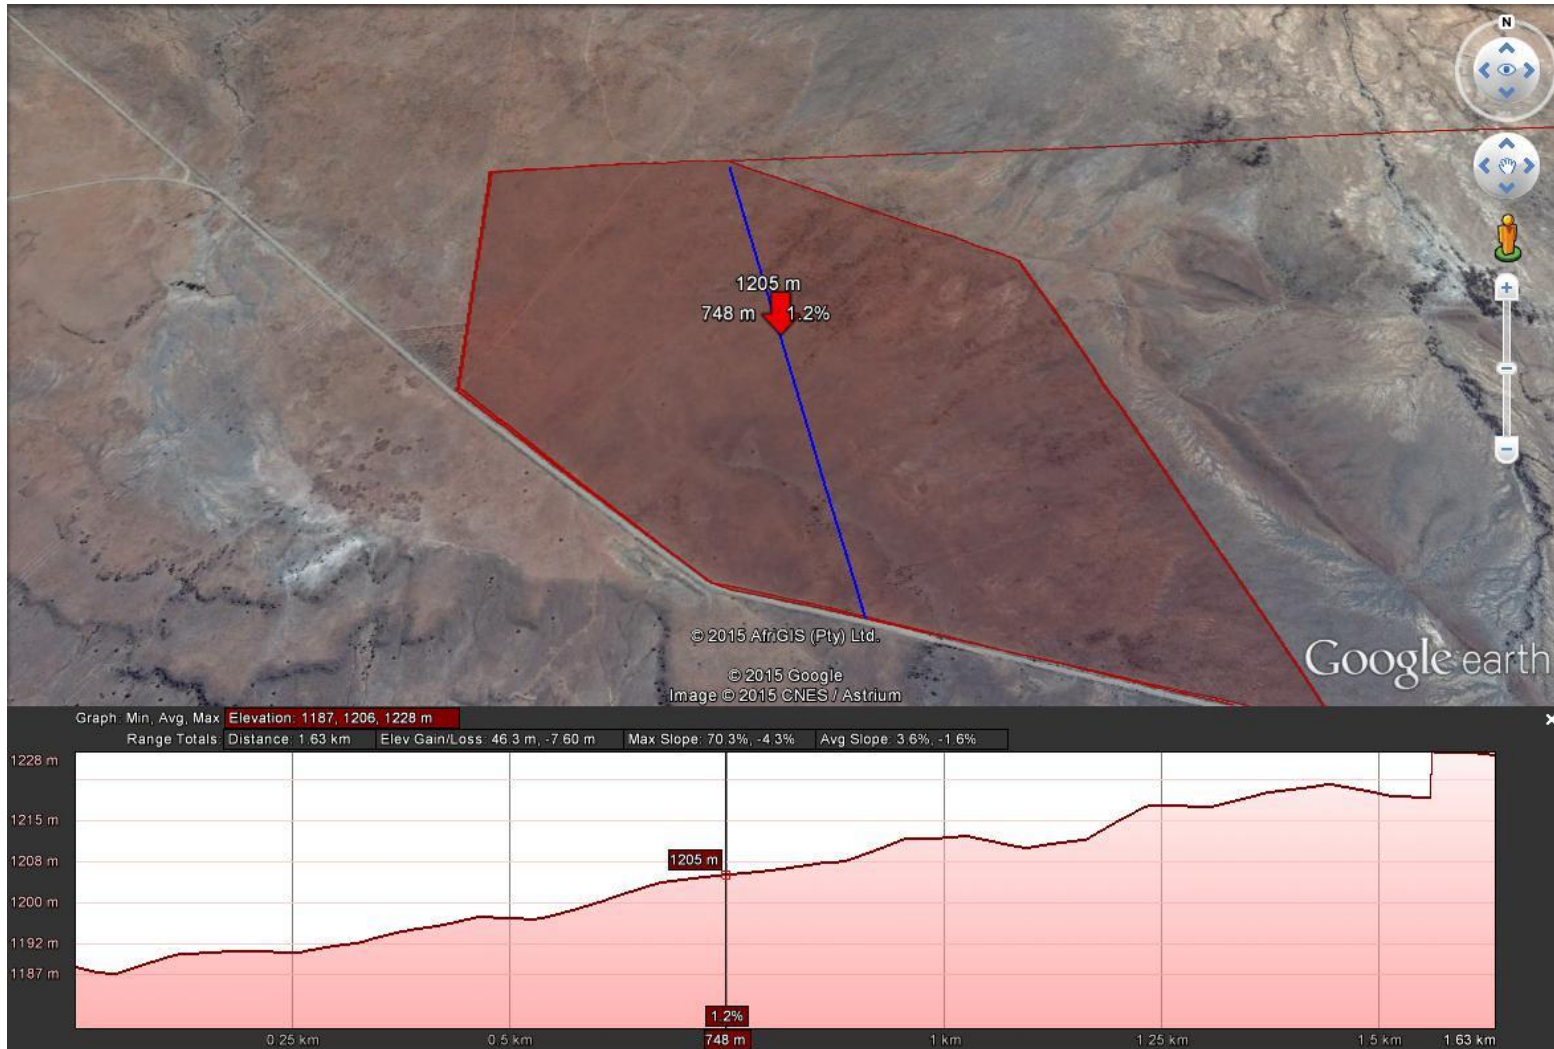 N
1205 m
748 m 1.2%
© 2015 AfriGIS (Pty) Ltd.
© 2015 Google
Image © 2015 CNES / Astrium
Google earth
Graph: Min, Avg, Max Elevation: 1187, 1206, 1228 m
Range Totals: Distance: 1.63 km Elev Gain/Loss: 46.3 m, -7.60 m Max Slope: 70.3%, -4.3% Avg Slope: 3.6%, -1.6%
1228 m
1215 m
1208 m
1205 m
1200 m
1192 m
1187 m
1.2%
0.25 km 0.5 km 748 m 1 km 1.25 km 1.5 km 1.63 km